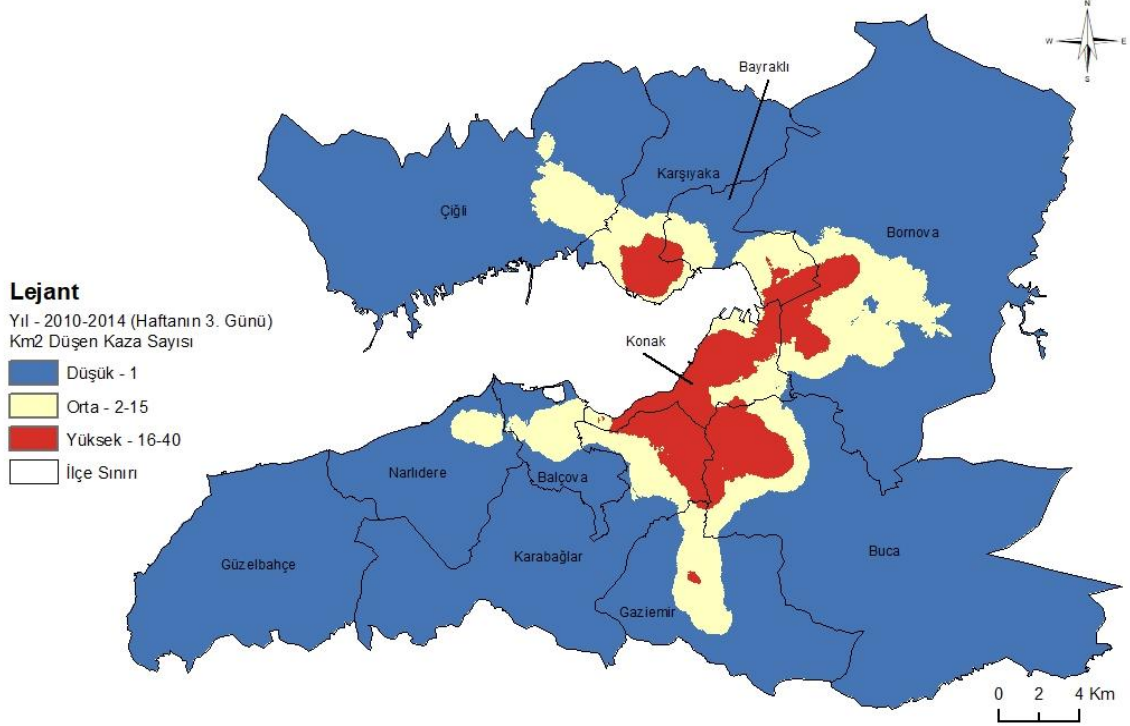 N
W E
S
Bayraklı
Karşıyaka
Çiğli
Bornova
Lejant
Yıl - 2010-2014 (Haftanın 3. Günü)
Km2 Düşen Kaza Sayısı
Düşük - 1
Orta - 2-15
Yüksek - 16-40
İlçe Sınırı
Konak
Narlıdere
Balçova
Güzelbahçe
Karabağlar
Buca
Gaziemir
0 2 4 Km